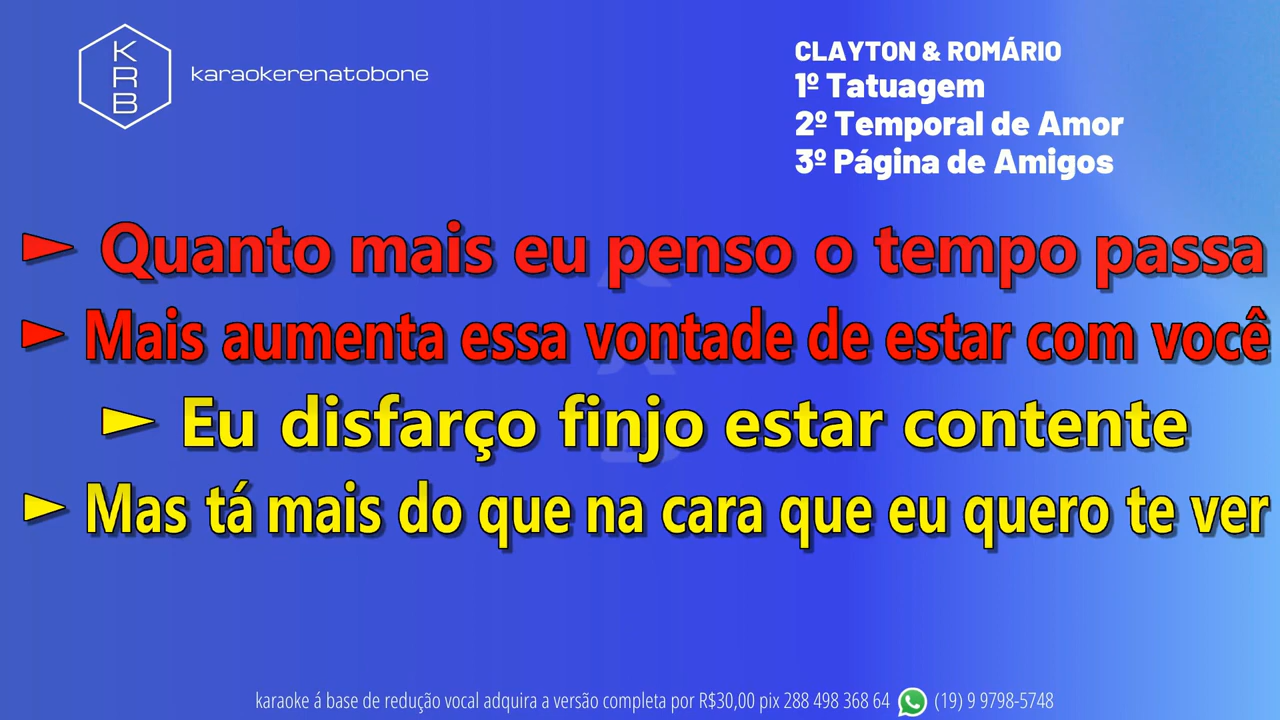 KRB
karaokerenatobone
CLAYTON & ROMÁRIO
1º Tatuagem
2º Temporal de Amor
3º Página de Amigos
► Quanto mais eu penso o tempo passa
► Mais aumenta essa vontade de estar com você
► Eu disfarço finjo estar contente
► Mas tá mais do que na cara que eu quero te ver
karaoke á base de redução vocal adquira a versão completa por R$30,00 pix 288 498 368 64 (19) 9 9798-5748